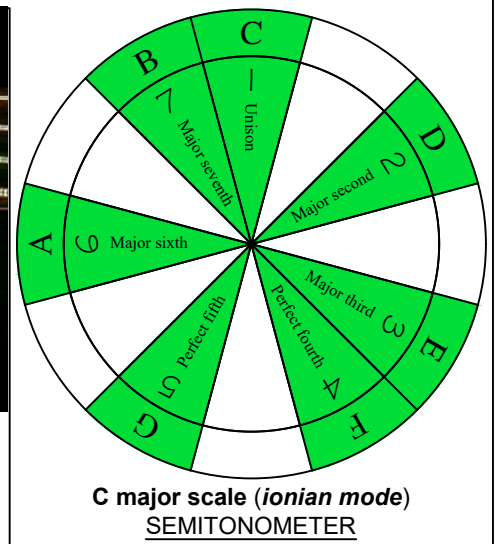 C
1 Unison
D
2 Major second
E
3 Major third
F
4 Perfect fourth
G
5 Perfect fifth
A
6 Major sixth
B
7 Major seventh
C major scale (ionian mode)
SEMITONOMETER